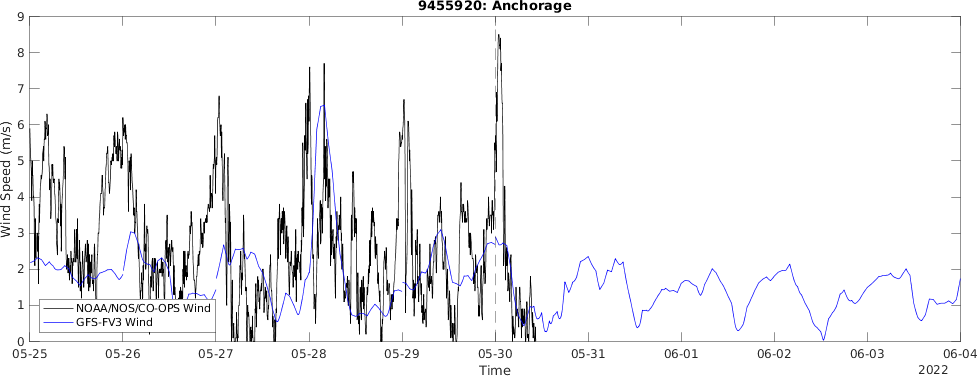 9455920: Anchorage
9
8
7
6
5
4
3
2
1
0
Wind Speed (m/s)
NOAA/NOS/CO-OPS Wind
GFS-FV3 Wind
05-25 05-26 05-27 05-28 05-29 05-30 05-31 06-01 06-02 06-03 06-04
Time
2022